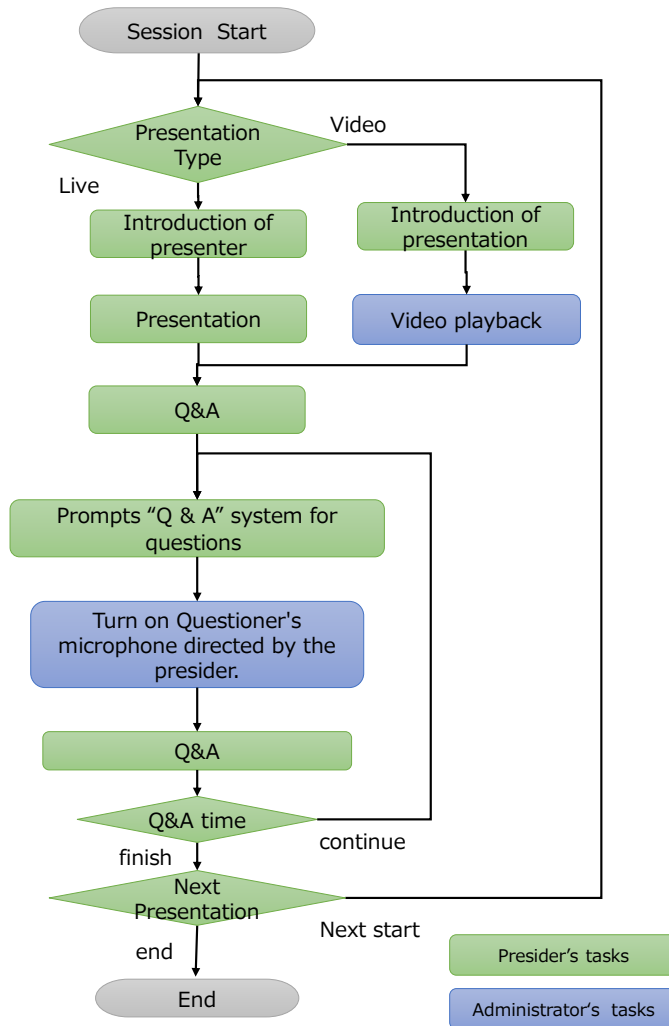 Session Start
Presentation
Type
Video
Live
Introduction of
presenter
Introduction of
presentation
Presentation
Video playback
Q&A
Prompts “Q & A” system for
questions
Turn on Questioner's
microphone directed by the
presider.
Q&A
Q&A time
continue
finish
Next
Presentation
Next start
end
End
Presider's tasks
Administrator's tasks